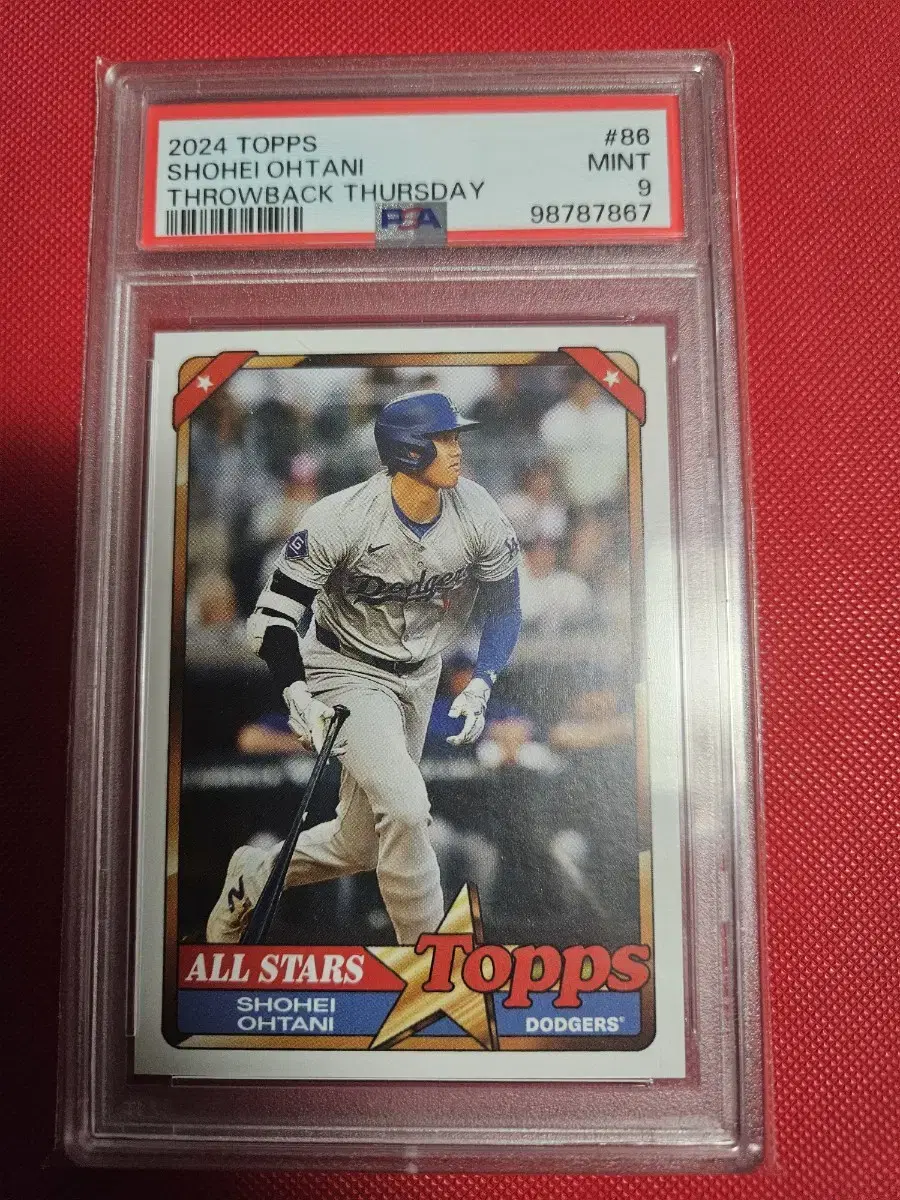 2024 TOPPS
SHOHEI OHTANI
THROWBACK THURSDAY
#86
MINT
9
98787867
PSA
G
Dodgers
ALL STARS
Topps
SHOHEI
OHTANI
DODGERS